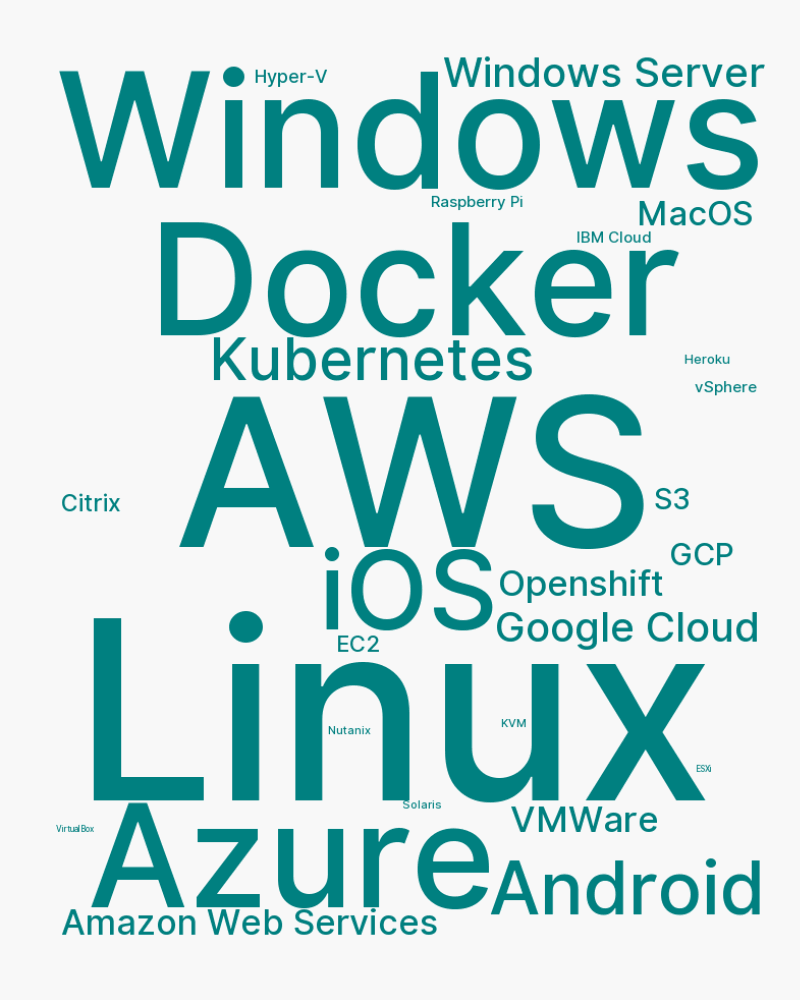 Windows Server
Hyper-V
Windows
Raspberry Pi
MacOS
IBM Cloud
Docker
Kubernetes
Heroku
vSphere
AWS
Citrix
S3
GCP
iOS
Openshift
Google Cloud
EC2
Linux
Nutanix
KVM
ESXi
Solaris
VMWare
VirtualBox
Azure
Android
Amazon Web Services